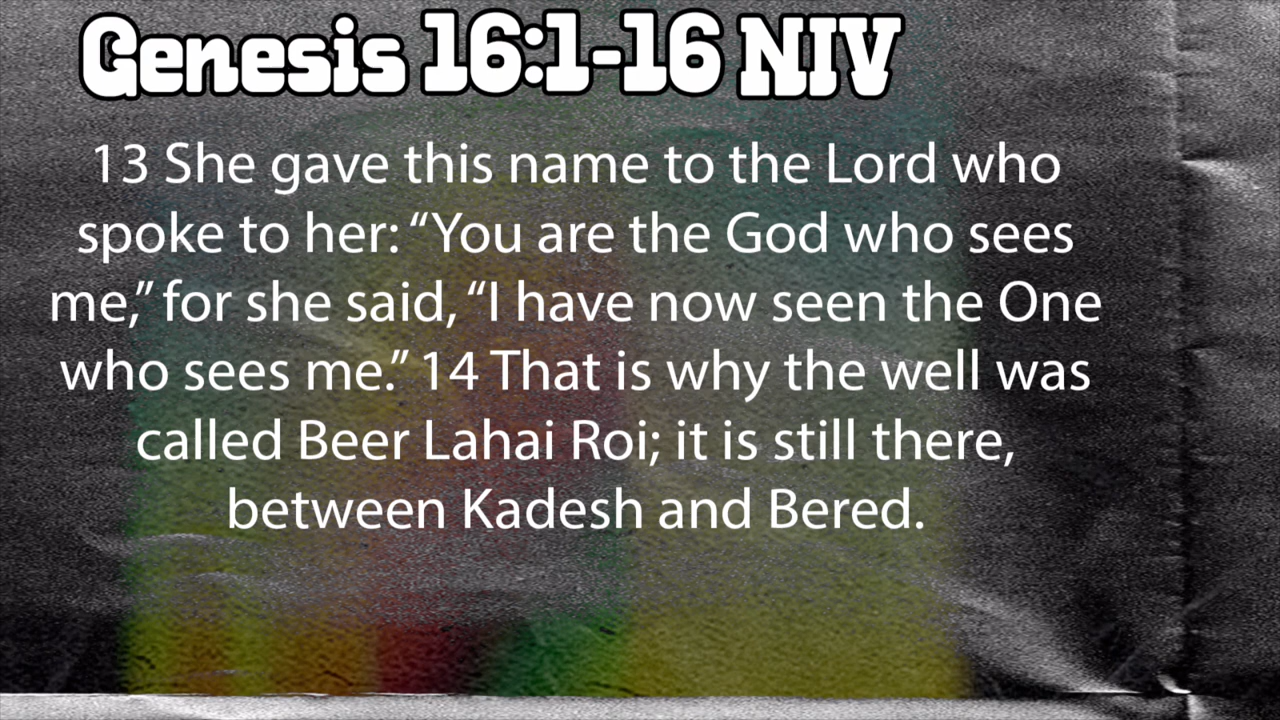 Genesis 16:1-16 NIV
13 She gave this name to the Lord who
spoke to her: “You are the God who sees
me,” for she said, “I have now seen the One
who sees me.” 14 That is why the well was
called Beer Lahai Roi; it is still there,
between Kadesh and Bered.